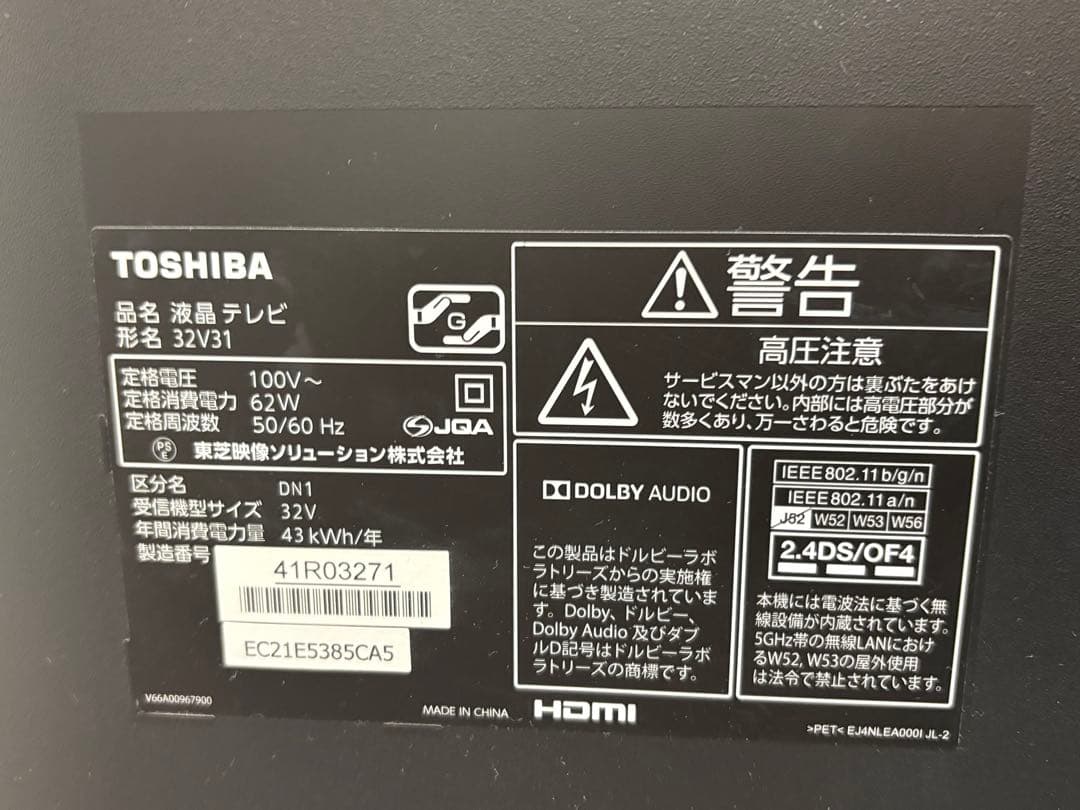 TOSHIBA
品名 液晶テレビ
形名 32V31
G
定格電圧 100V～
定格消費電力 62W
定格周波数 50/60 Hz
JQA
PS
E
東芝映像ソリューション株式会社
区分名 DN1
受信機型サイズ 32V
年間消費電力量 43kWh/年
製造番号
41R03271
EC21E5385CA5
V66A00967900
MADE IN CHINA
警告
高圧注意
サービスマン以外の方は裏ぶたをあけ
ないでください。内部には高電圧部分が
数多くあり、万一さわると危険です。
DOLBY AUDIO
この製品はドルビーラボ
ラトリーズからの実施権
に基づき製造されていま
す。Dolby、ドルビー、
Dolby Audio 及びダブ
ルD記号はドルビーラボ
ラトリーズの商標です。
HDMI
IEEE802.11b/g/n
IEEE802.11a/n
J52 W52 W53 W56
2.4DS/OF4
本機には電波法に基づく無
線設備が内蔵されています。
5GHz帯の無線LANにおけ
るW52, W53の屋外使用
は法令で禁止されています。
>PET< EJ4NLEA000I JL-2